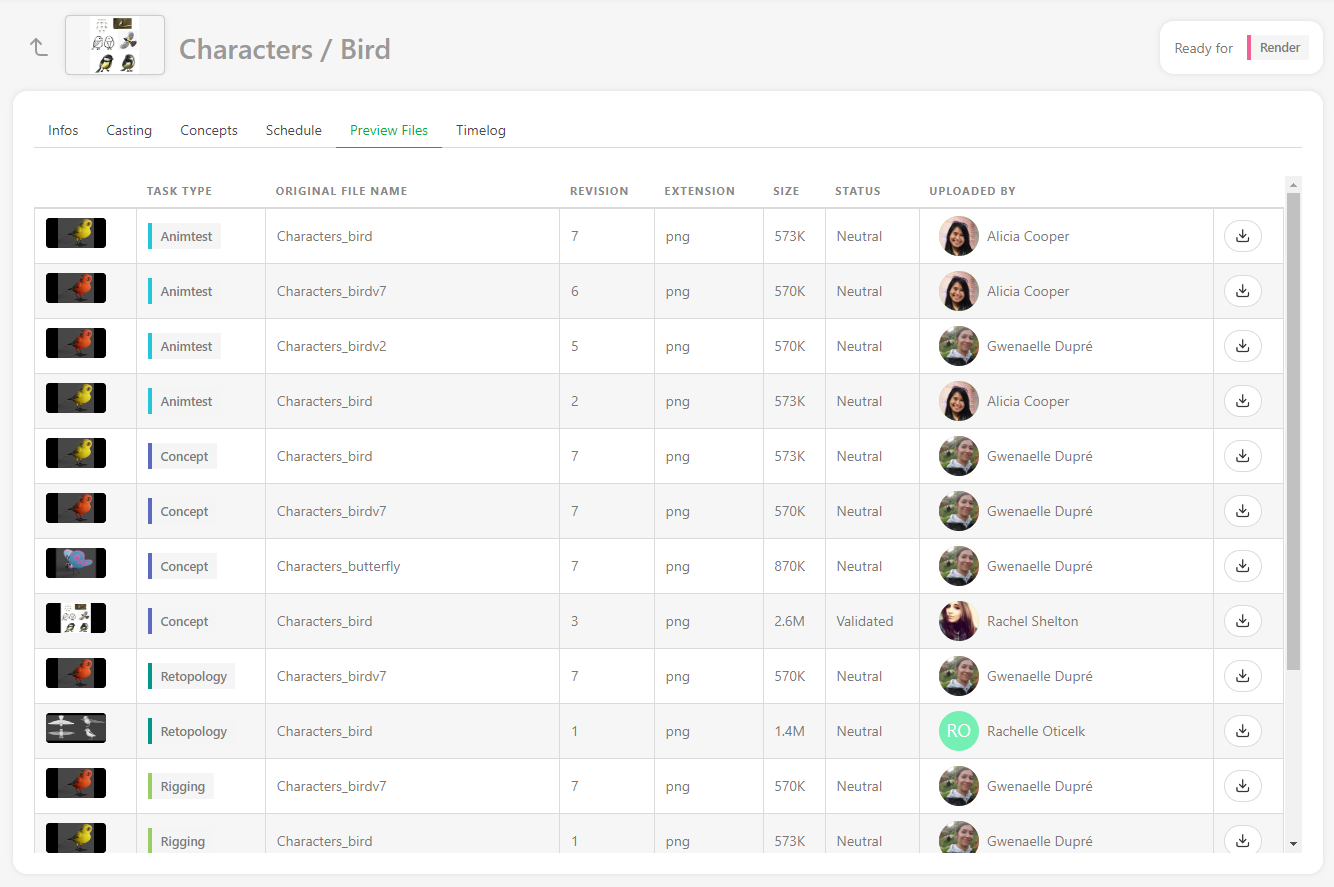 Characters / Bird
Ready for Render
Infos Casting Concepts Schedule Preview Files Timelog
TASK TYPE ORIGINAL FILE NAME REVISION EXTENSION SIZE STATUS UPLOADED BY
Animtest Characters_bird 7 png 573K Neutral Alicia Cooper
Animtest Characters_birdv7 6 png 570K Neutral Alicia Cooper
Animtest Characters_birdv2 5 png 570K Neutral Gwenaelle Dupré
Animtest Characters_bird 2 png 573K Neutral Alicia Cooper
Concept Characters_bird 7 png 573K Neutral Gwenaelle Dupré
Concept Characters_birdv7 7 png 570K Neutral Gwenaelle Dupré
Concept Characters_butterfly 7 png 870K Neutral Gwenaelle Dupré
Concept Characters_bird 3 png 2.6M Validated Rachel Shelton
Retopology Characters_birdv7 7 png 570K Neutral Gwenaelle Dupré
Retopology Characters_bird 1 png 1.4M Neutral RO Rachelle Oticelk
Rigging Characters_birdv7 7 png 570K Neutral Gwenaelle Dupré
Rigging Characters_bird 1 png 573K Neutral Gwenaelle Dupré